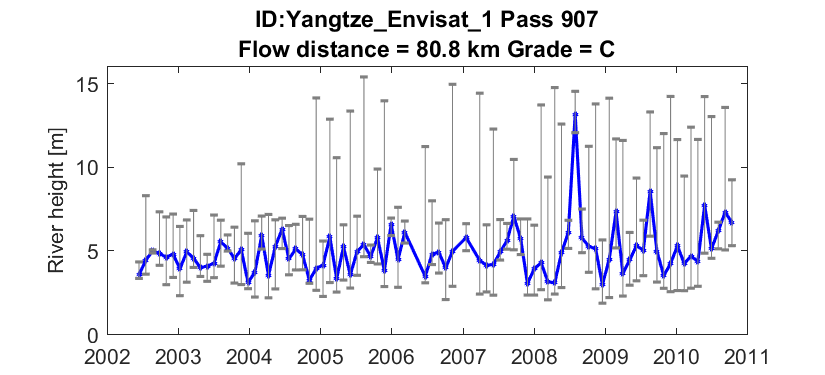 ID:Yangtze_Envisat_1 Pass 907
Flow distance = 80.8 km Grade = C
River height [m]
15
10
5
0
2002 2003 2004 2005 2006 2007 2008 2009 2010 2011